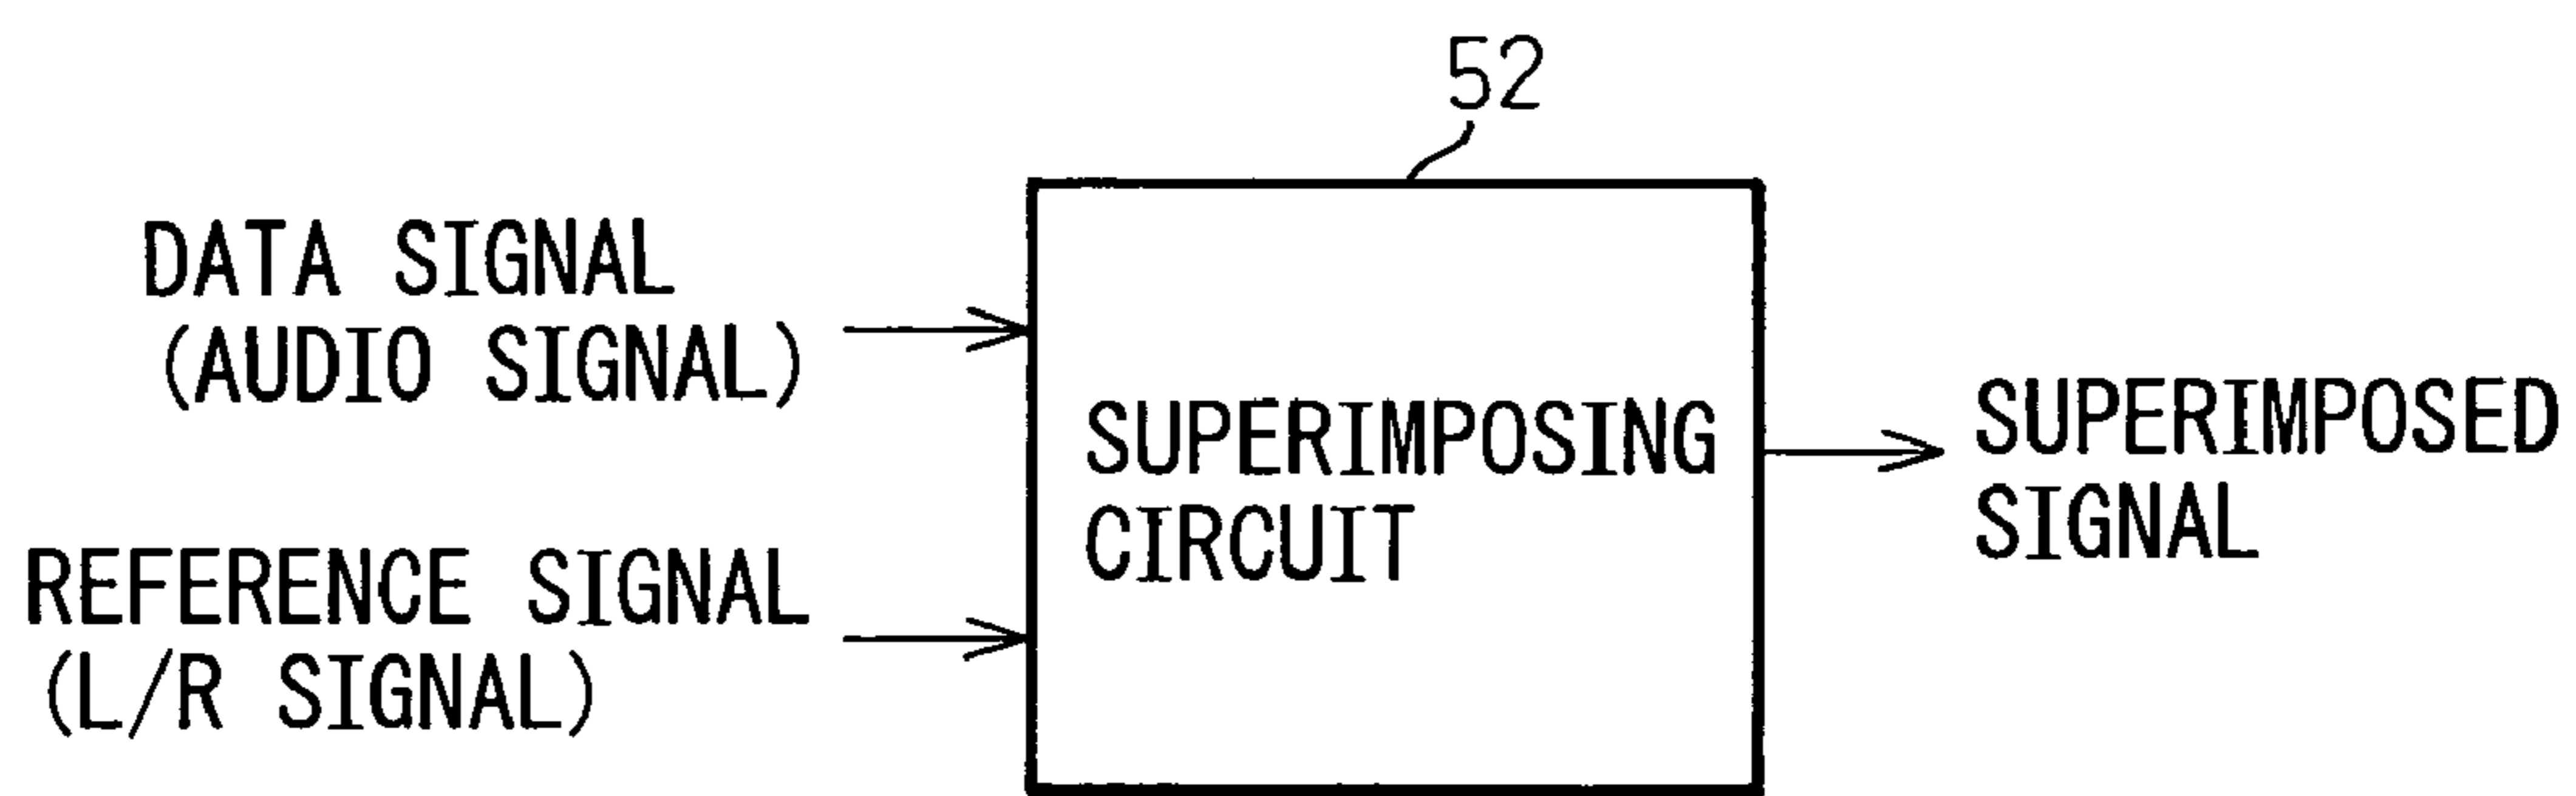 52
DATA SIGNAL
(AUDIO SIGNAL)
REFERENCE SIGNAL
(L/R SIGNAL)
SUPERIMPOSING
CIRCUIT
SUPERIMPOSED
SIGNAL